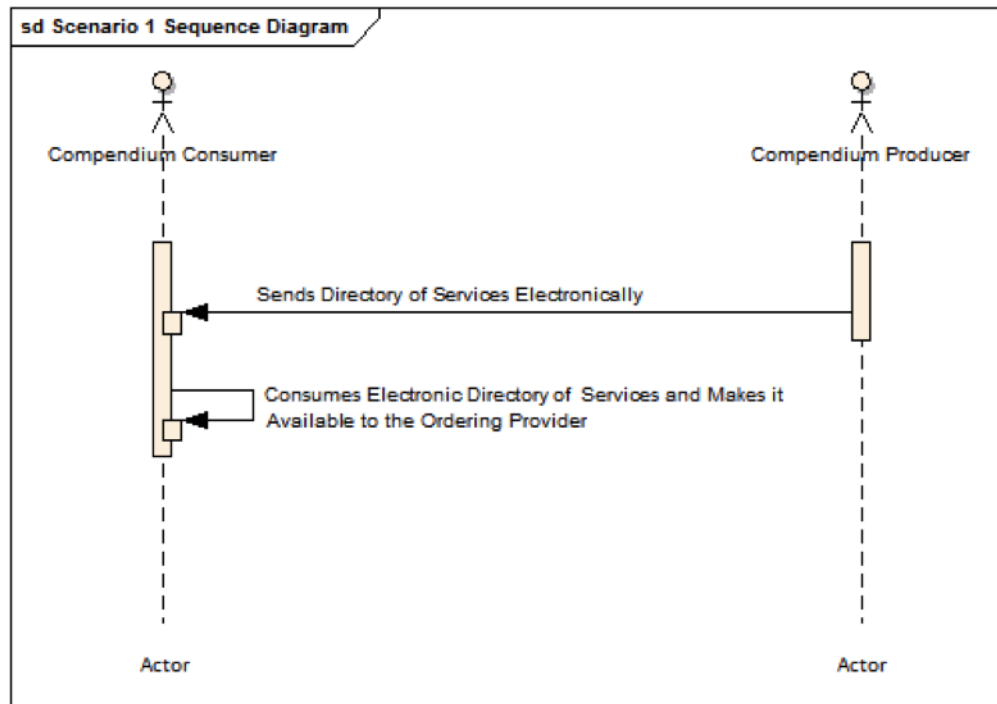 sd Scenario 1 Sequence Diagram
Compendium Consumer
Compendium Producer
Sends Directory of Services Electronically
Consumes Electronic Directory of Services and Makes it
Available to the Ordering Provider
Actor
Actor